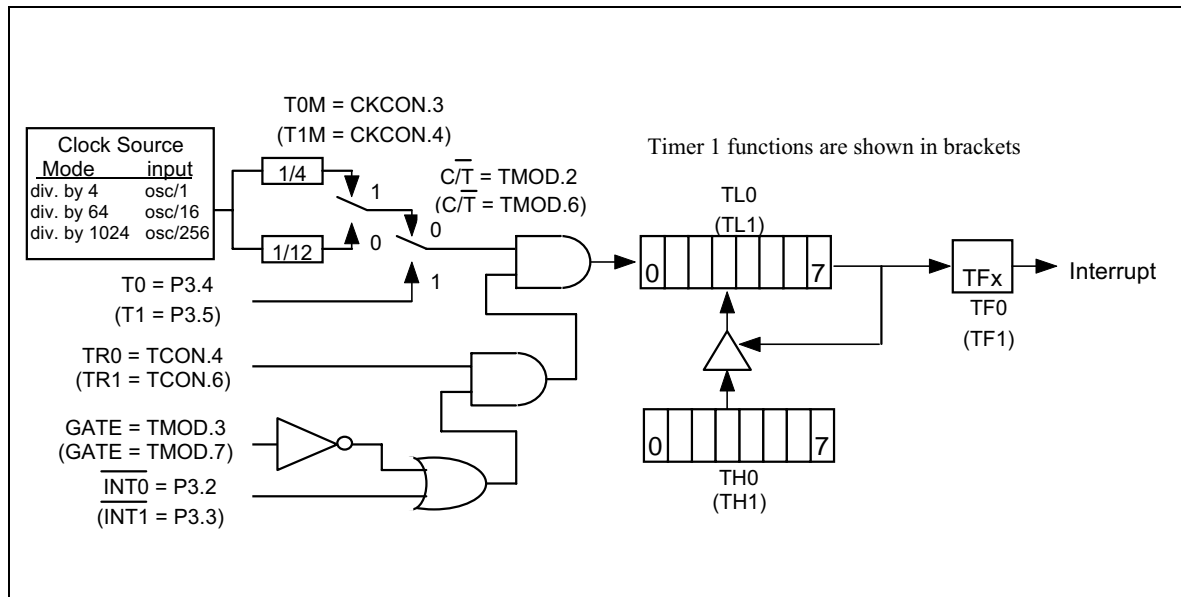 T0M = CKCON.3
(T1M = CKCON.4)
Clock Source
Mode input
div. by 4 osc/1
div. by 64 osc/16
div. by 1024 osc/256
1/4
1/12
1
0
C/T̅ = TMOD.2
(C/T̅ = TMOD.6)
0
1
T0 = P3.4
(T1 = P3.5)
TR0 = TCON.4
(TR1 = TCON.6)
GATE = TMOD.3
(GATE = TMOD.7)
I̅N̅T̅0̅ = P3.2
(I̅N̅T̅1̅ = P3.3)
Timer 1 functions are shown in brackets
TL0
(TL1)
0 7
TFx
TF0
(TF1)
Interrupt
0 7
TH0
(TH1)